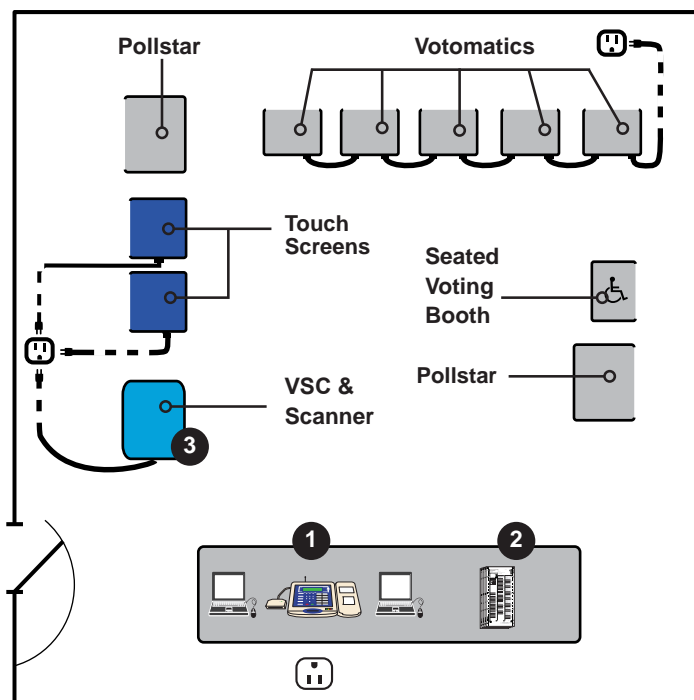 Pollstar
Votomatics
Touch
Screens
Seated
Voting
Booth
Pollstar
VSC &
Scanner
3
1
2